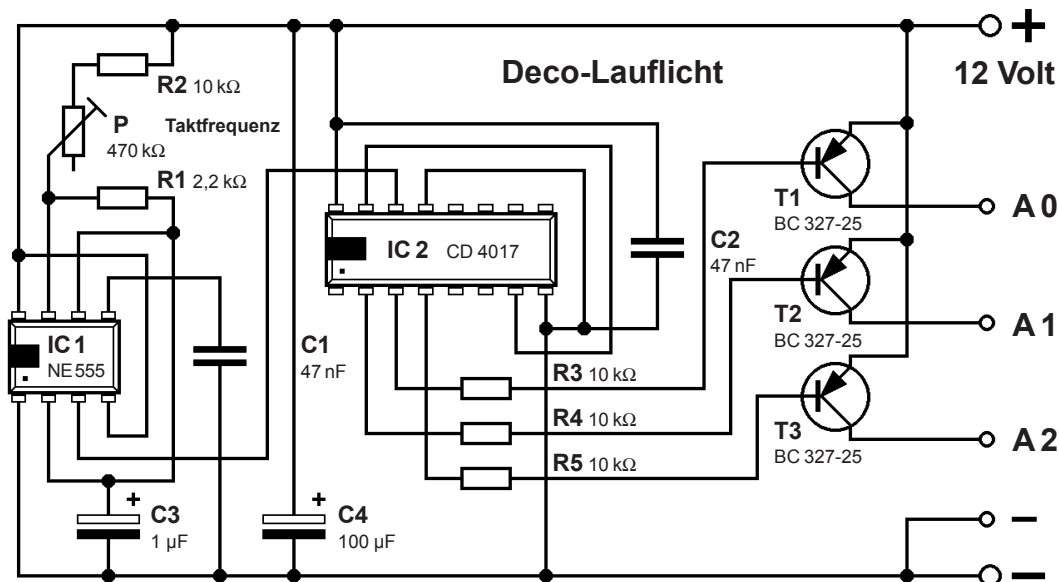 +
Deco-Lauflicht
12 Volt
R2 10 kΩ
P Taktfrequenz
470 kΩ
R1 2,2 kΩ
T1
BC 327-25
A 0
IC 2 CD 4017
C2
47 nF
T2
BC 327-25
A 1
IC 1
NE 555
C1
47 nF
R3 10 kΩ
R4 10 kΩ
T3
BC 327-25
A 2
R5 10 kΩ
+
C3
1 µF
+
C4
100 µF
–
–